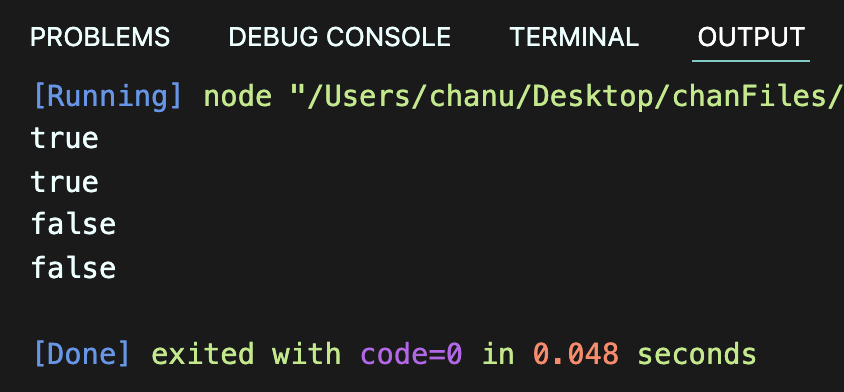 PROBLEMS DEBUG CONSOLE TERMINAL OUTPUT
[Running] node "/Users/chanu/Desktop/chanFiles/
true
true
false
false
[Done] exited with code=0 in 0.048 seconds